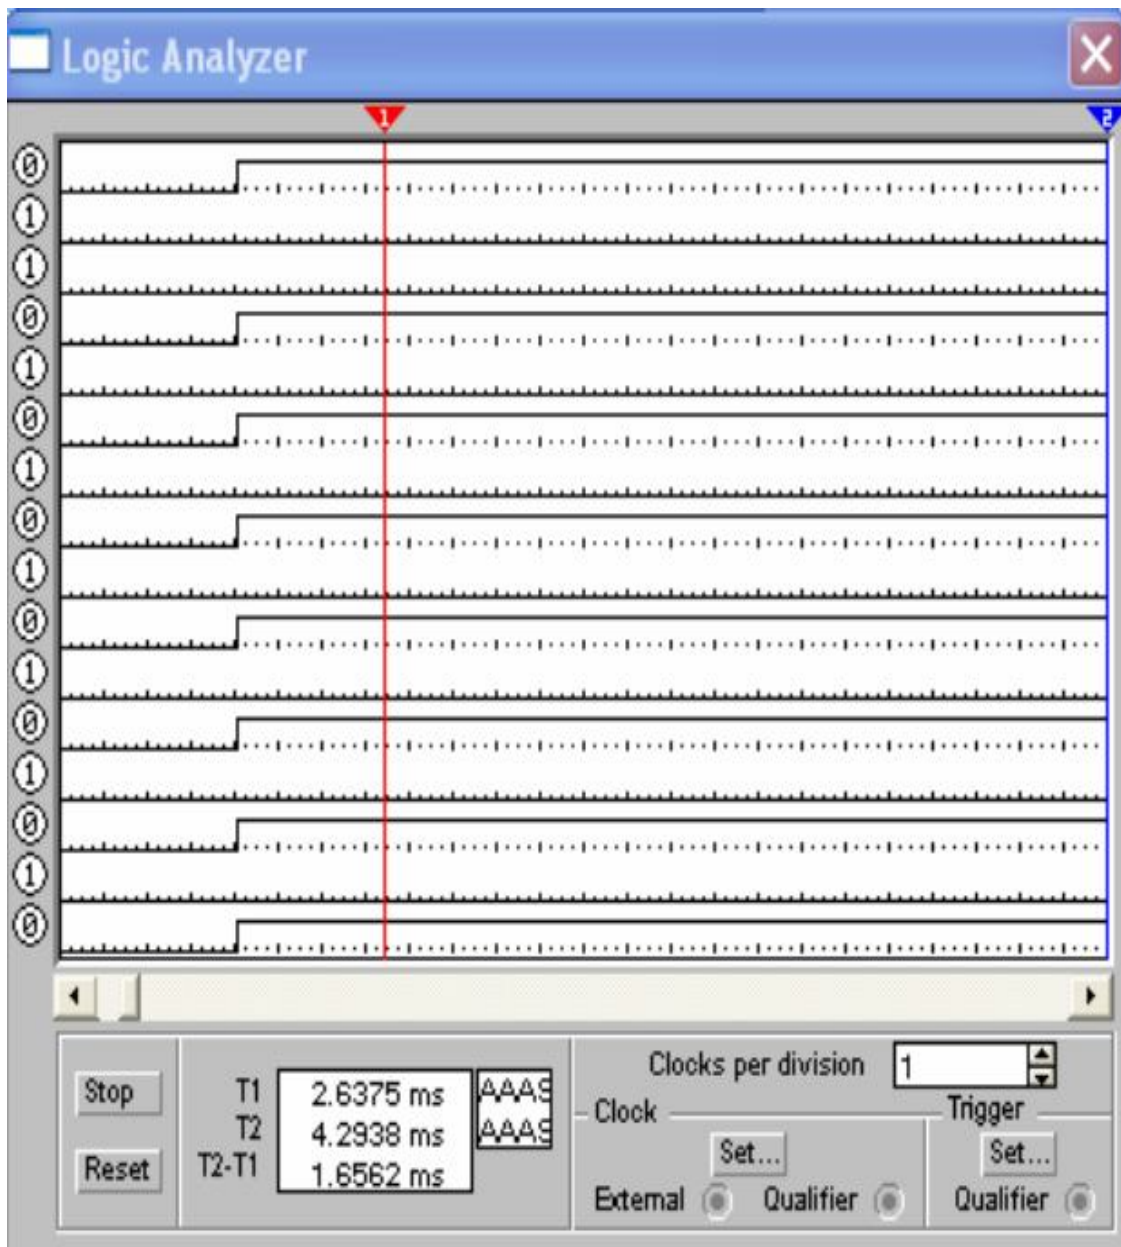 Logic Analyzer
1 2
0
1
1
0
1
0
1
0
1
0
1
0
1
0
1
0
Clocks per division 1
Stop T1 2.6375 ms AAA9
T2 4.2938 ms AAA9
Reset T2-T1 1.6562 ms
Clock Trigger
Set... Set...
External Qualifier Qualifier